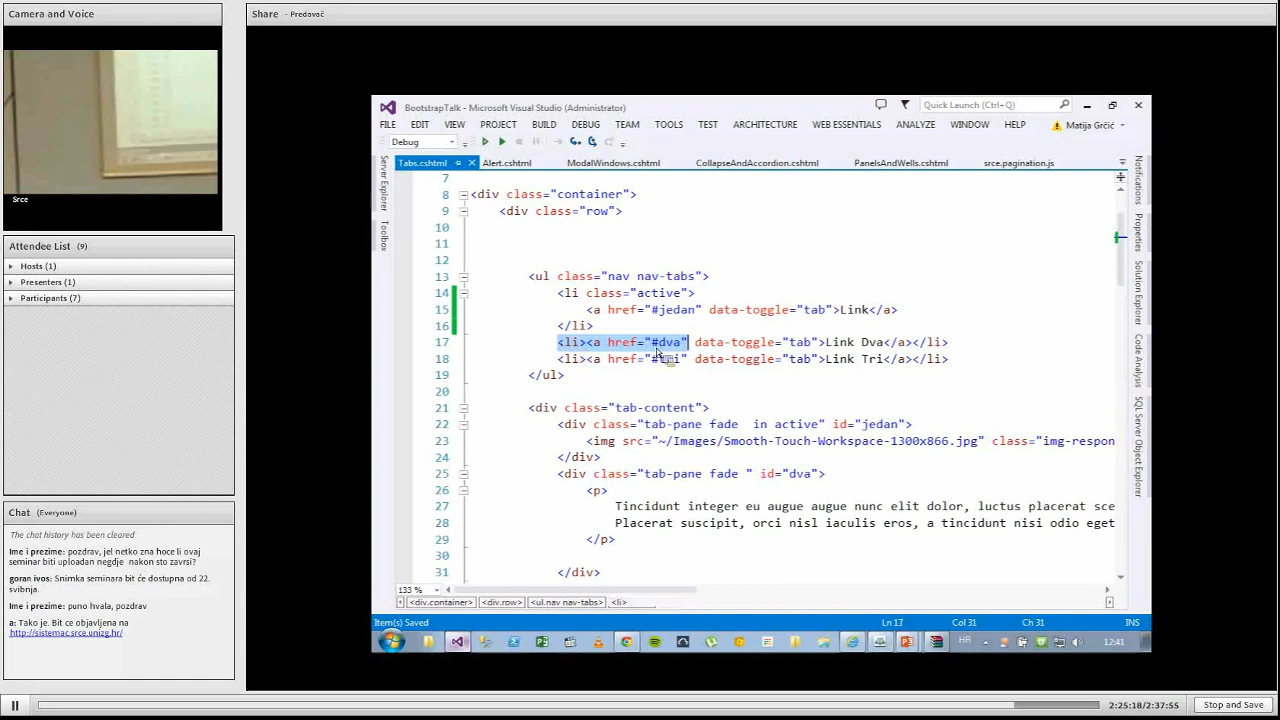 Camera and Voice
Srce
Attendee List (9)
Hosts (1)
Presenters (1)
Participants (7)
Chat (Everyone)
The chat history has been cleared
Ime i prezime: pozdrav, jel netko zna hoce li ovaj
seminar biti uploadan negdje nakon sto zavrsi?
goran ivos: Snimka seminara bit će dostupna od 22.
svibnja.
Ime i prezime: puno hvala, pozdrav
a: Tako je. Bit ce objavljena na
http://sistemac.srce.unizg.hr/
Share - Predavač
BootstrapTalk - Microsoft Visual Studio (Administrator)
Quick Launch (Ctrl+Q)
FILE EDIT VIEW PROJECT BUILD DEBUG TEAM TOOLS TEST ARCHITECTURE WEB ESSENTIALS ANALYZE WINDOW HELP Matija Grčić
Debug
Tabs.cshtml Alert.cshtml ModalWindows.cshtml CollapseAndAccordion.cshtml PanelsAndWells.cshtml srce.pagination.js
Server Explorer
Toolbox
7
8 <div class="container">
9 <div class="row">
10
11
12
13 <ul class="nav nav-tabs">
14 <li class="active">
15 <a href="#jedan" data-toggle="tab">Link</a>
16 </li>
17 <li><a href="#dva" data-toggle="tab">Link Dva</a></li>
18 <li><a href="#tri" data-toggle="tab">Link Tri</a></li>
19 </ul>
20
21 <div class="tab-content">
22 <div class="tab-pane fade  in active" id="jedan">
23 <img src="~/Images/Smooth-Touch-Workspace-1300x866.jpg" class="img-respon
24 </div>
25 <div class="tab-pane fade " id="dva">
26 <p>
27 Tincidunt integer eu augue augue nunc elit dolor, luctus placerat sce
28 Placerat suscipit, orci nisl iaculis eros, a tincidunt nisi odio eget
29 </p>
30
31 </div>
Notifications
Properties
Solution Explorer
Team Explorer
Code Analysis
SQL Server Object Explorer
133 %
<div.container> <div.row> <ul.nav nav-tabs> <li>
Item(s) Saved Ln 17 Col 31 Ch 31 INS
HR 12:41
2:25:18/2:37:55 Stop and Save